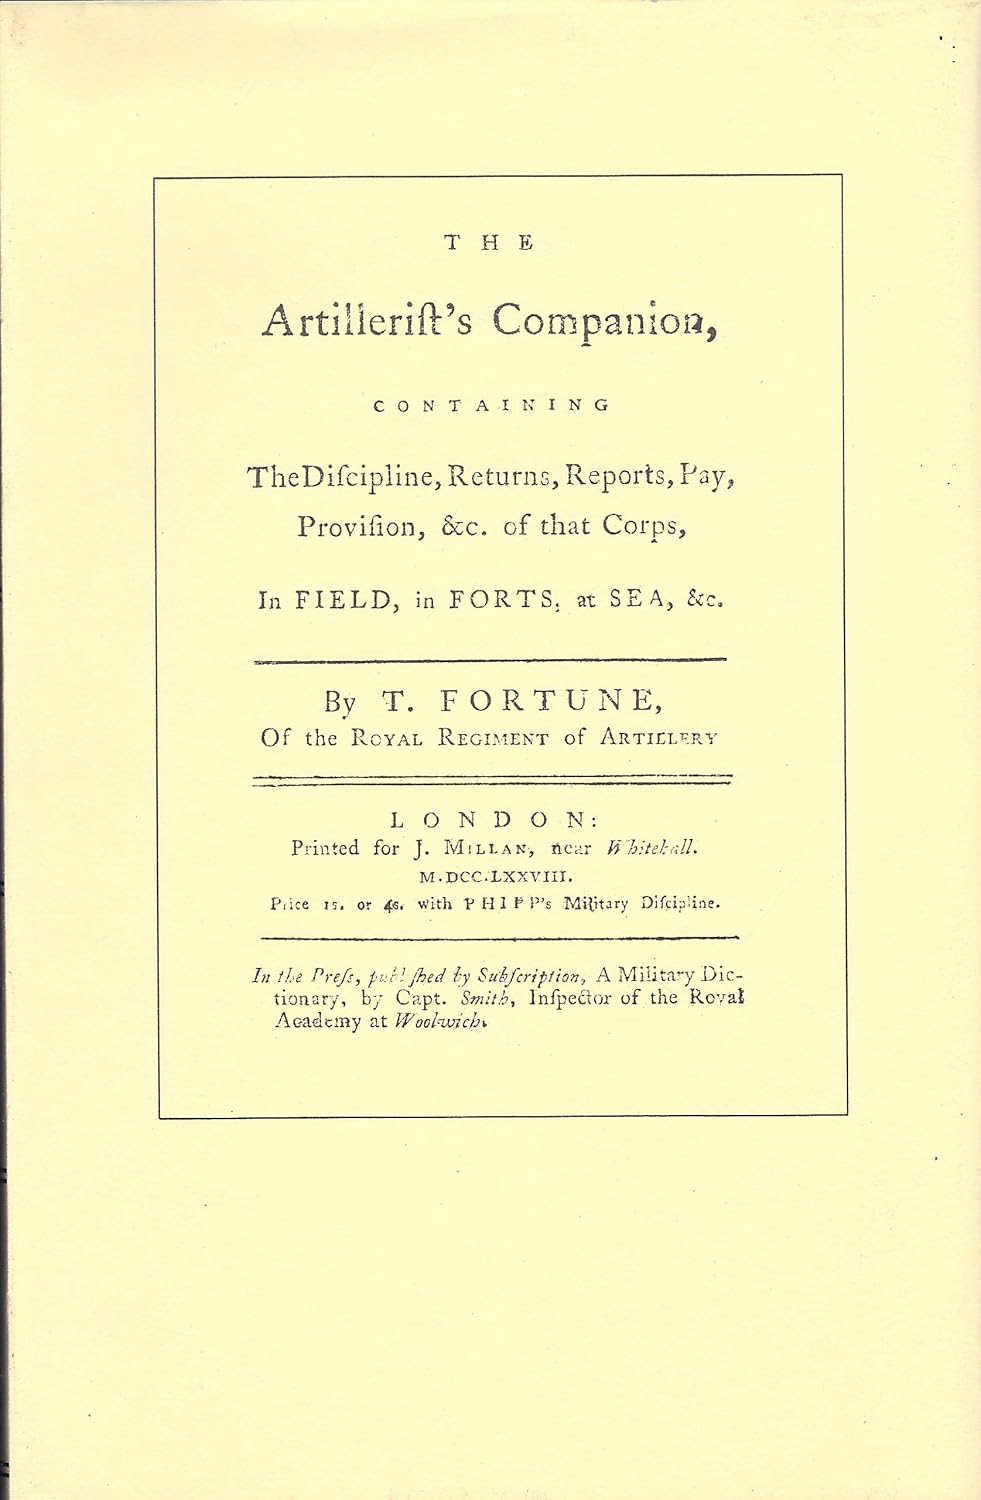 THE
Artilleriſt's Companion,
CONTAINING
The Diſcipline, Returns, Reports, Pay,
Proviſion, &c. of that Corps,
In FIELD, in FORTS, at SEA, &c.
By T. FORTUNE,
Of the ROYAL REGIMENT of ARTILLERY
LONDON:
Printed for J. MILLAN, near Whitehall.
M.DCC.LXXVIII.
Price 1s. or 4s. with PHIPP's Military Diſcipline.
In the Preſs, publiſhed by Subſcription, A Military Dic-
tionary, by Capt. Smith, Inſpector of the Royal
Academy at Woolwich.